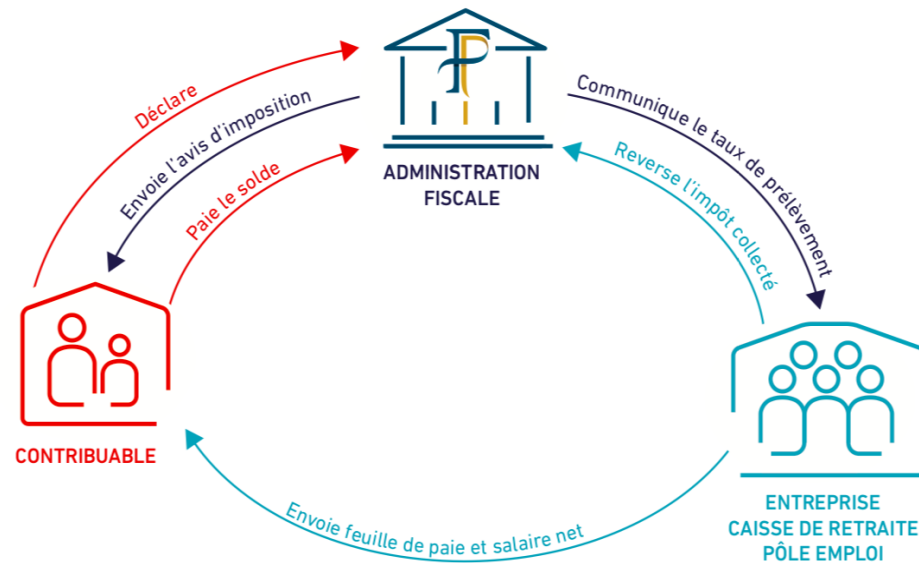 Déclare
Envoie l'avis d'imposition
Paie le solde
ADMINISTRATION
FISCALE
Communique le taux de prélèvement
Reverse l'impôt collecté
CONTRIBUABLE
ENTREPRISE
CAISSE DE RETRAITE
PÔLE EMPLOI
Envoie feuille de paie et salaire net